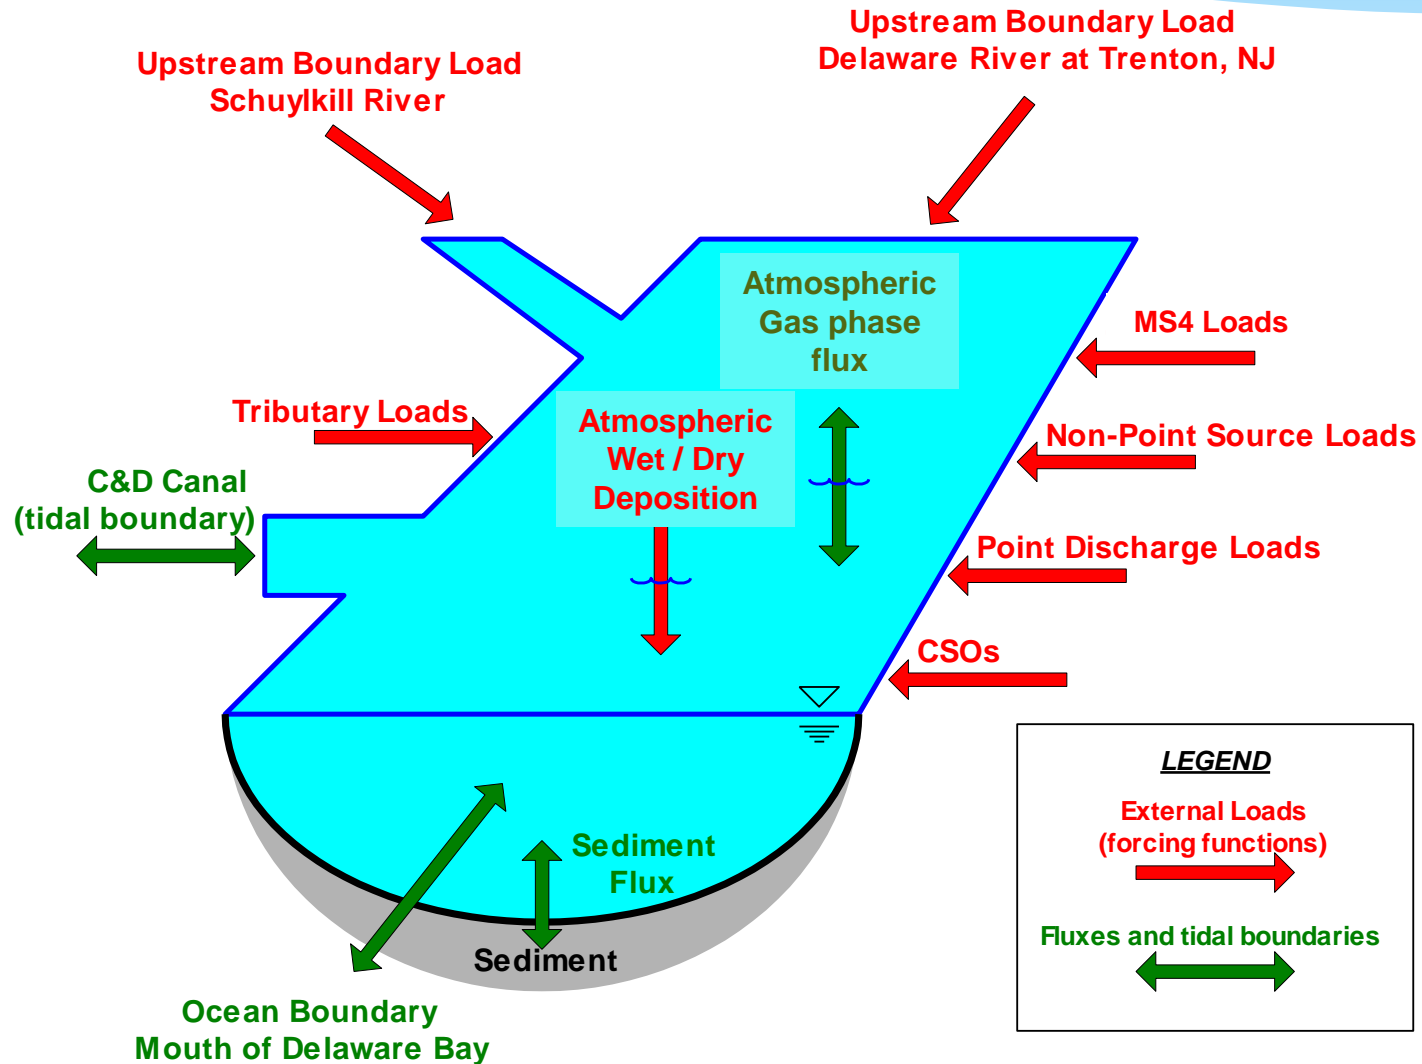 Upstream Boundary Load
Schuylkill River
Upstream Boundary Load
Delaware River at Trenton, NJ
Atmospheric
Gas phase
flux
MS4 Loads
Tributary Loads
Atmospheric
Wet / Dry
Deposition
Non-Point Source Loads
C&D Canal
(tidal boundary)
Point Discharge Loads
CSOs
Sediment
Flux
Sediment
Ocean Boundary
Mouth of Delaware Bay
LEGEND
External Loads
(forcing functions)
Fluxes and tidal boundaries